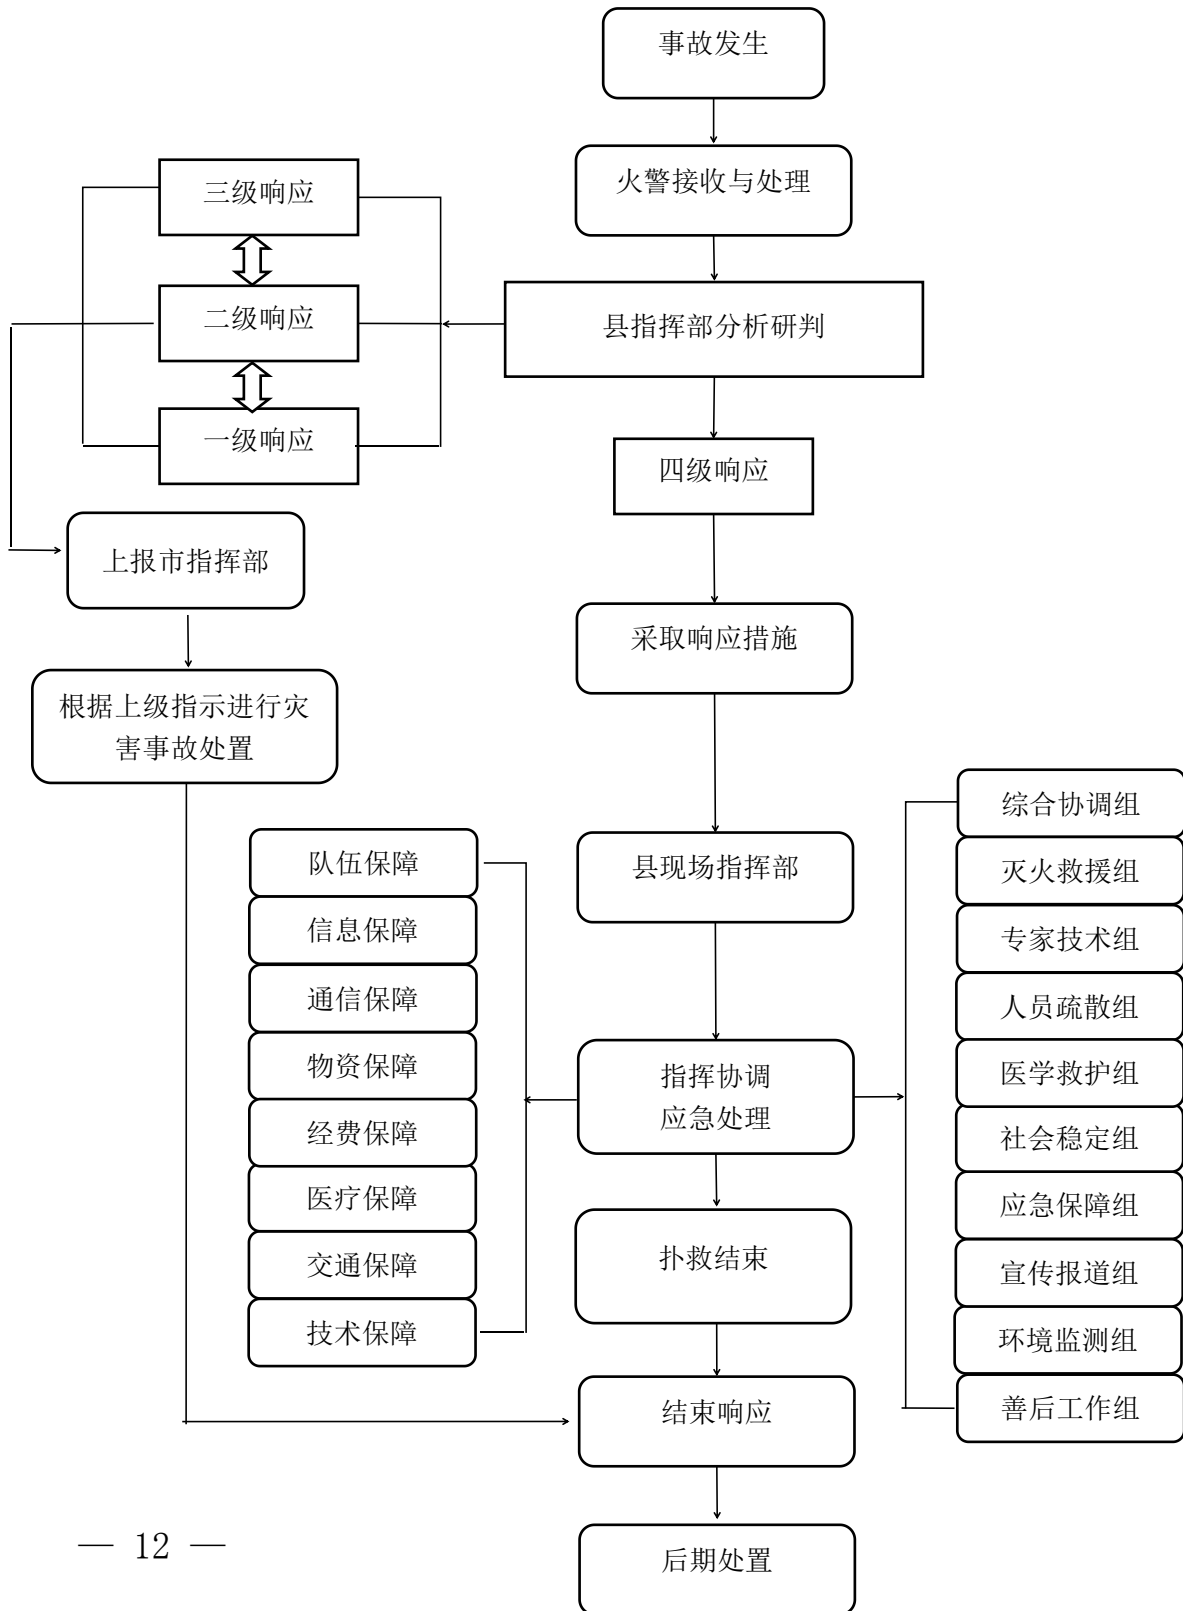 事故发生
火警接收与处理
三级响应
二级响应
县指挥部分析研判
一级响应
四级响应
上报市指挥部
采取响应措施
根据上级指示进行灾
害事故处置
县现场指挥部
队伍保障
信息保障
通信保障
物资保障
经费保障
医疗保障
交通保障
技术保障
指挥协调
应急处理
综合协调组
灭火救援组
专家技术组
人员疏散组
医学救护组
社会稳定组
应急保障组
宣传报道组
环境监测组
善后工作组
扑救结束
结束响应
后期处置
— 12 —